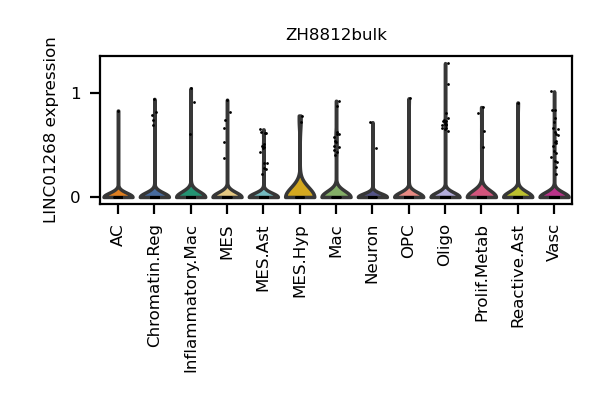 ZH8812bulk
LINC01268 expression
1
0
AC
Chromatin.Reg
Inflammatory.Mac
MES
MES.Ast
MES.Hyp
Mac
Neuron
OPC
Oligo
Prolif.Metab
Reactive.Ast
Vasc